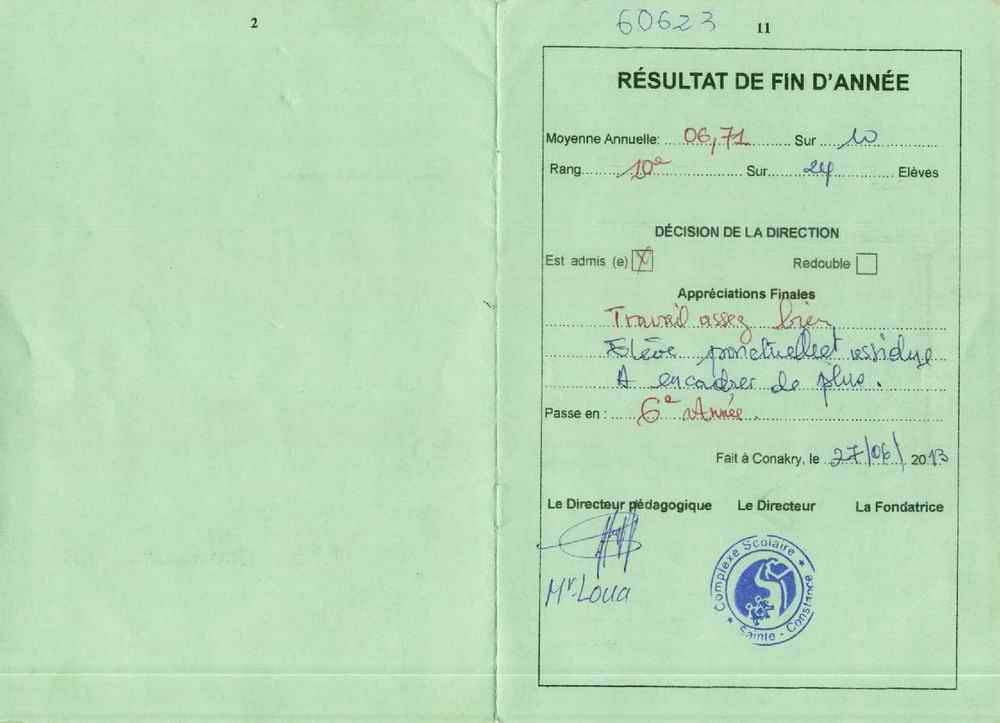 2
60623
11
RÉSULTAT DE FIN D'ANNÉE
Moyenne Annuelle: 06,71 Sur 10
Rang 10e Sur 24 Elèves
DÉCISION DE LA DIRECTION
Est admis (e) X Redouble
Appréciations Finales
Travail assez bien
Elève ponctuelle et assidue
A encadrer de plus.
Passe en : 6e Année.
Fait à Conakry, le 27/06/ 2013
Le Directeur pédagogique Le Directeur La Fondatrice
Mr Loua
Complexe Scolaire
Sainte - Constance